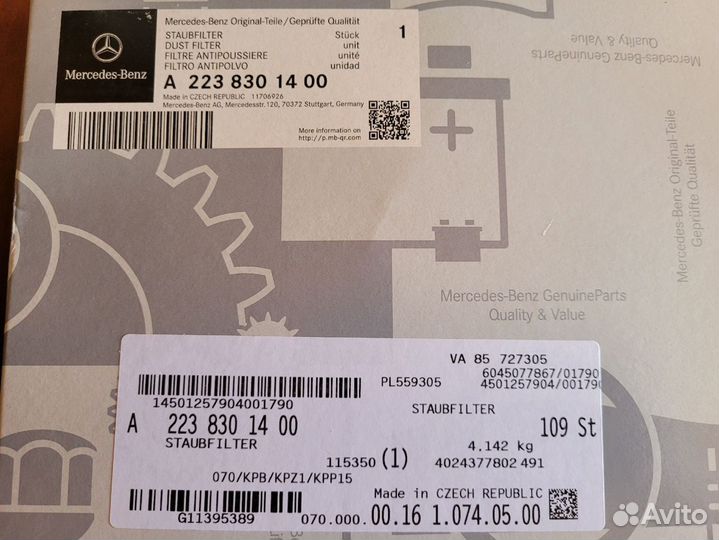 Mercedes-Benz
Mercedes-Benz Original-Teile/Geprüfte Qualität
STAUBFILTER Stück 1
DUST FILTER unit
FILTRE ANTIPOUSSIERE unité
FILTRO ANTIPOLVO unidad
A 223 830 14 00
Made in CZECH REPUBLIC 11706926
Mercedes-Benz AG, Mercedesstr.120, 70372 Stuttgart, Germany
More information on
http://p.mb-qr.com
Mercedes-Benz GenuineParts
Quality & Value
Mercedes-Benz Original-Teile
Geprüfte Qualität
Mercedes-Benz GenuineParts
Quality & Value
VA 85 727305
6045077867/01790
PL559305 4501257904/001790
14501257904001790
STAUBFILTER
A 223 830 14 00 109 St
STAUBFILTER
4.142 kg
115350 (1) 4024377802 491
070/KPB/KPZ1/KPP15
Made in CZECH REPUBLIC
G11395389 070.000. 00.16 1.074.05.00
Avito